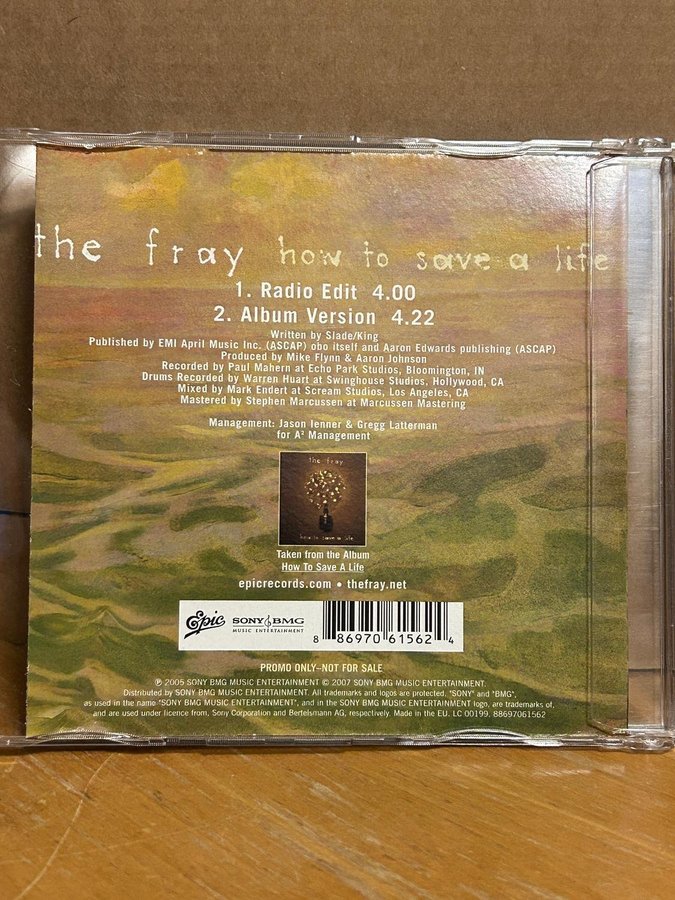 the fray how to save a life
1. Radio Edit 4.00
2. Album Version 4.22
Written by Slade/King
Published by EMI April Music Inc. (ASCAP) obo itself and Aaron Edwards publishing (ASCAP)
Produced by Mike Flynn & Aaron Johnson
Recorded by Paul Mahern at Echo Park Studios, Bloomington, IN
Drums Recorded by Warren Huart at Swinghouse Studios, Hollywood, CA
Mixed by Mark Endert at Scream Studios, Los Angeles, CA
Mastered by Stephen Marcussen at Marcussen Mastering
Management: Jason Ienner & Gregg Latterman
for A² Management
the fray
how to save a life
Taken from the Album
How To Save A Life
epicrecords.com • thefray.net
Epic SONY BMG
MUSIC ENTERTAINMENT
8 86970 61562 4
PROMO ONLY–NOT FOR SALE
℗ 2005 SONY BMG MUSIC ENTERTAINMENT © 2007 SONY BMG MUSIC ENTERTAINMENT.
Distributed by SONY BMG MUSIC ENTERTAINMENT. All trademarks and logos are protected. "SONY" and "BMG",
as used in the name "SONY BMG MUSIC ENTERTAINMENT", and in the SONY BMG MUSIC ENTERTAINMENT logo, are trademarks of,
and are used under licence from, Sony Corporation and Bertelsmann AG, respectively. Made in the EU. LC 00199. 88697061562